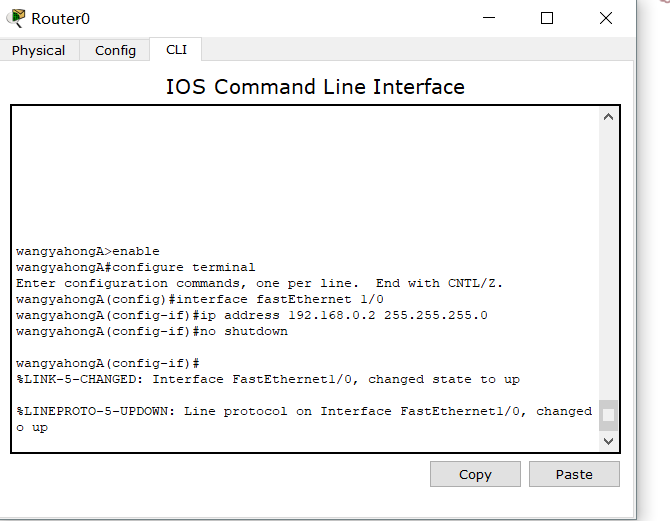 Router0
Physical Config CLI
IOS Command Line Interface
wangyahongA>enable
wangyahongA#configure terminal
Enter configuration commands, one per line.  End with CNTL/Z.
wangyahongA(config)#interface fastEthernet 1/0
wangyahongA(config-if)#ip address 192.168.0.2 255.255.255.0
wangyahongA(config-if)#no shutdown
wangyahongA(config-if)#
%LINK-5-CHANGED: Interface FastEthernet1/0, changed state to up
%LINEPROTO-5-UPDOWN: Line protocol on Interface FastEthernet1/0, changed
o up
Copy Paste